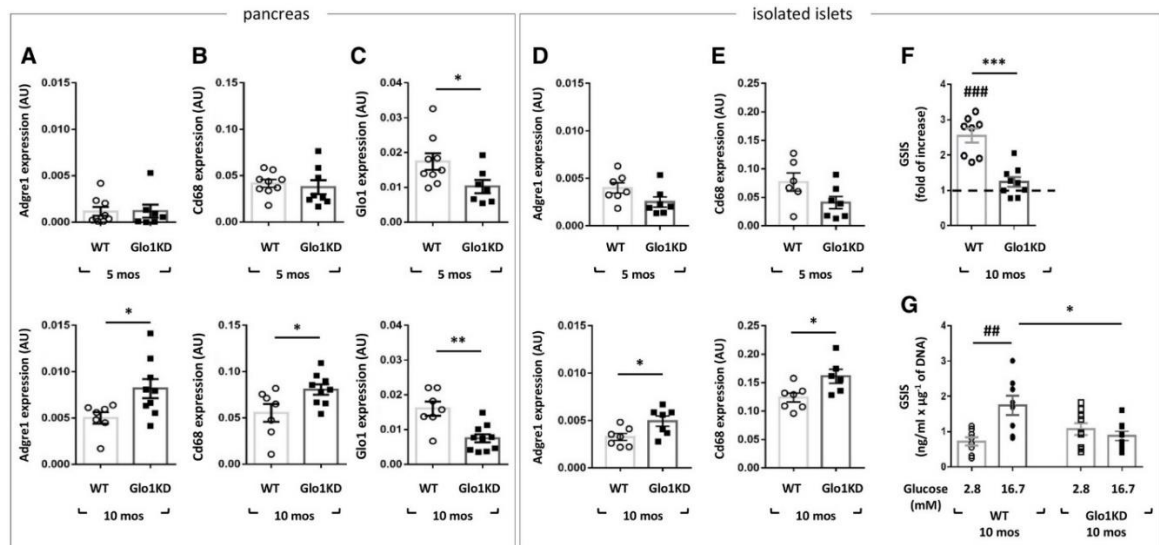 pancreas
isolated islets
A
Adgre1 expression (AU)
0.015
0.010
0.005
0.000
WT Glo1KD
5 mos
B
Cd68 expression (AU)
0.15
0.10
0.05
0.00
WT Glo1KD
5 mos
C
Glo1 expression (AU)
0.04
0.03
0.02
0.01
0.00
*
WT Glo1KD
5 mos
D
Adgre1 expression (AU)
0.015
0.010
0.005
0.000
WT Glo1KD
5 mos
E
Cd68 expression (AU)
0.25
0.20
0.15
0.10
0.05
0.00
WT Glo1KD
5 mos
F
GSIS
(fold of increase)
4
3
2
1
0
***
###
WT Glo1KD
10 mos
Adgre1 expression (AU)
0.015
0.010
0.005
0.000
*
WT Glo1KD
10 mos
Cd68 expression (AU)
0.15
0.10
0.05
0.00
*
WT Glo1KD
10 mos
Glo1 expression (AU)
0.04
0.03
0.02
0.01
0.00
**
WT Glo1KD
10 mos
Adgre1 expression (AU)
0.015
0.010
0.005
0.000
*
WT Glo1KD
10 mos
Cd68 expression (AU)
0.25
0.20
0.15
0.10
0.05
0.00
*
WT Glo1KD
10 mos
G
GSIS
(ng/ml x µg⁻¹ of DNA)
4
3
2
1
0
##
*
Glucose 2.8 16.7 2.8 16.7
(mM)
WT Glo1KD
10 mos 10 mos